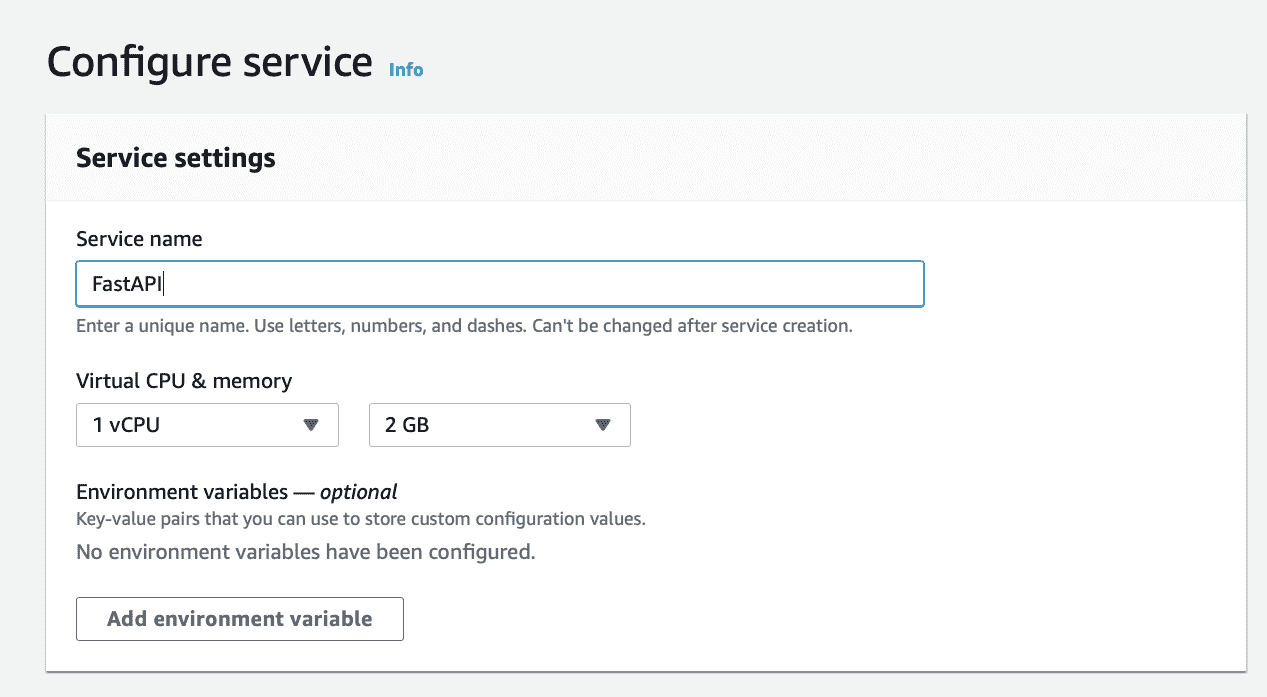 Configure service Info
Service settings
Service name
FastAPI
Enter a unique name. Use letters, numbers, and dashes. Can't be changed after service creation.
Virtual CPU & memory
1 vCPU 2 GB
Environment variables — optional
Key-value pairs that you can use to store custom configuration values.
No environment variables have been configured.
Add environment variable